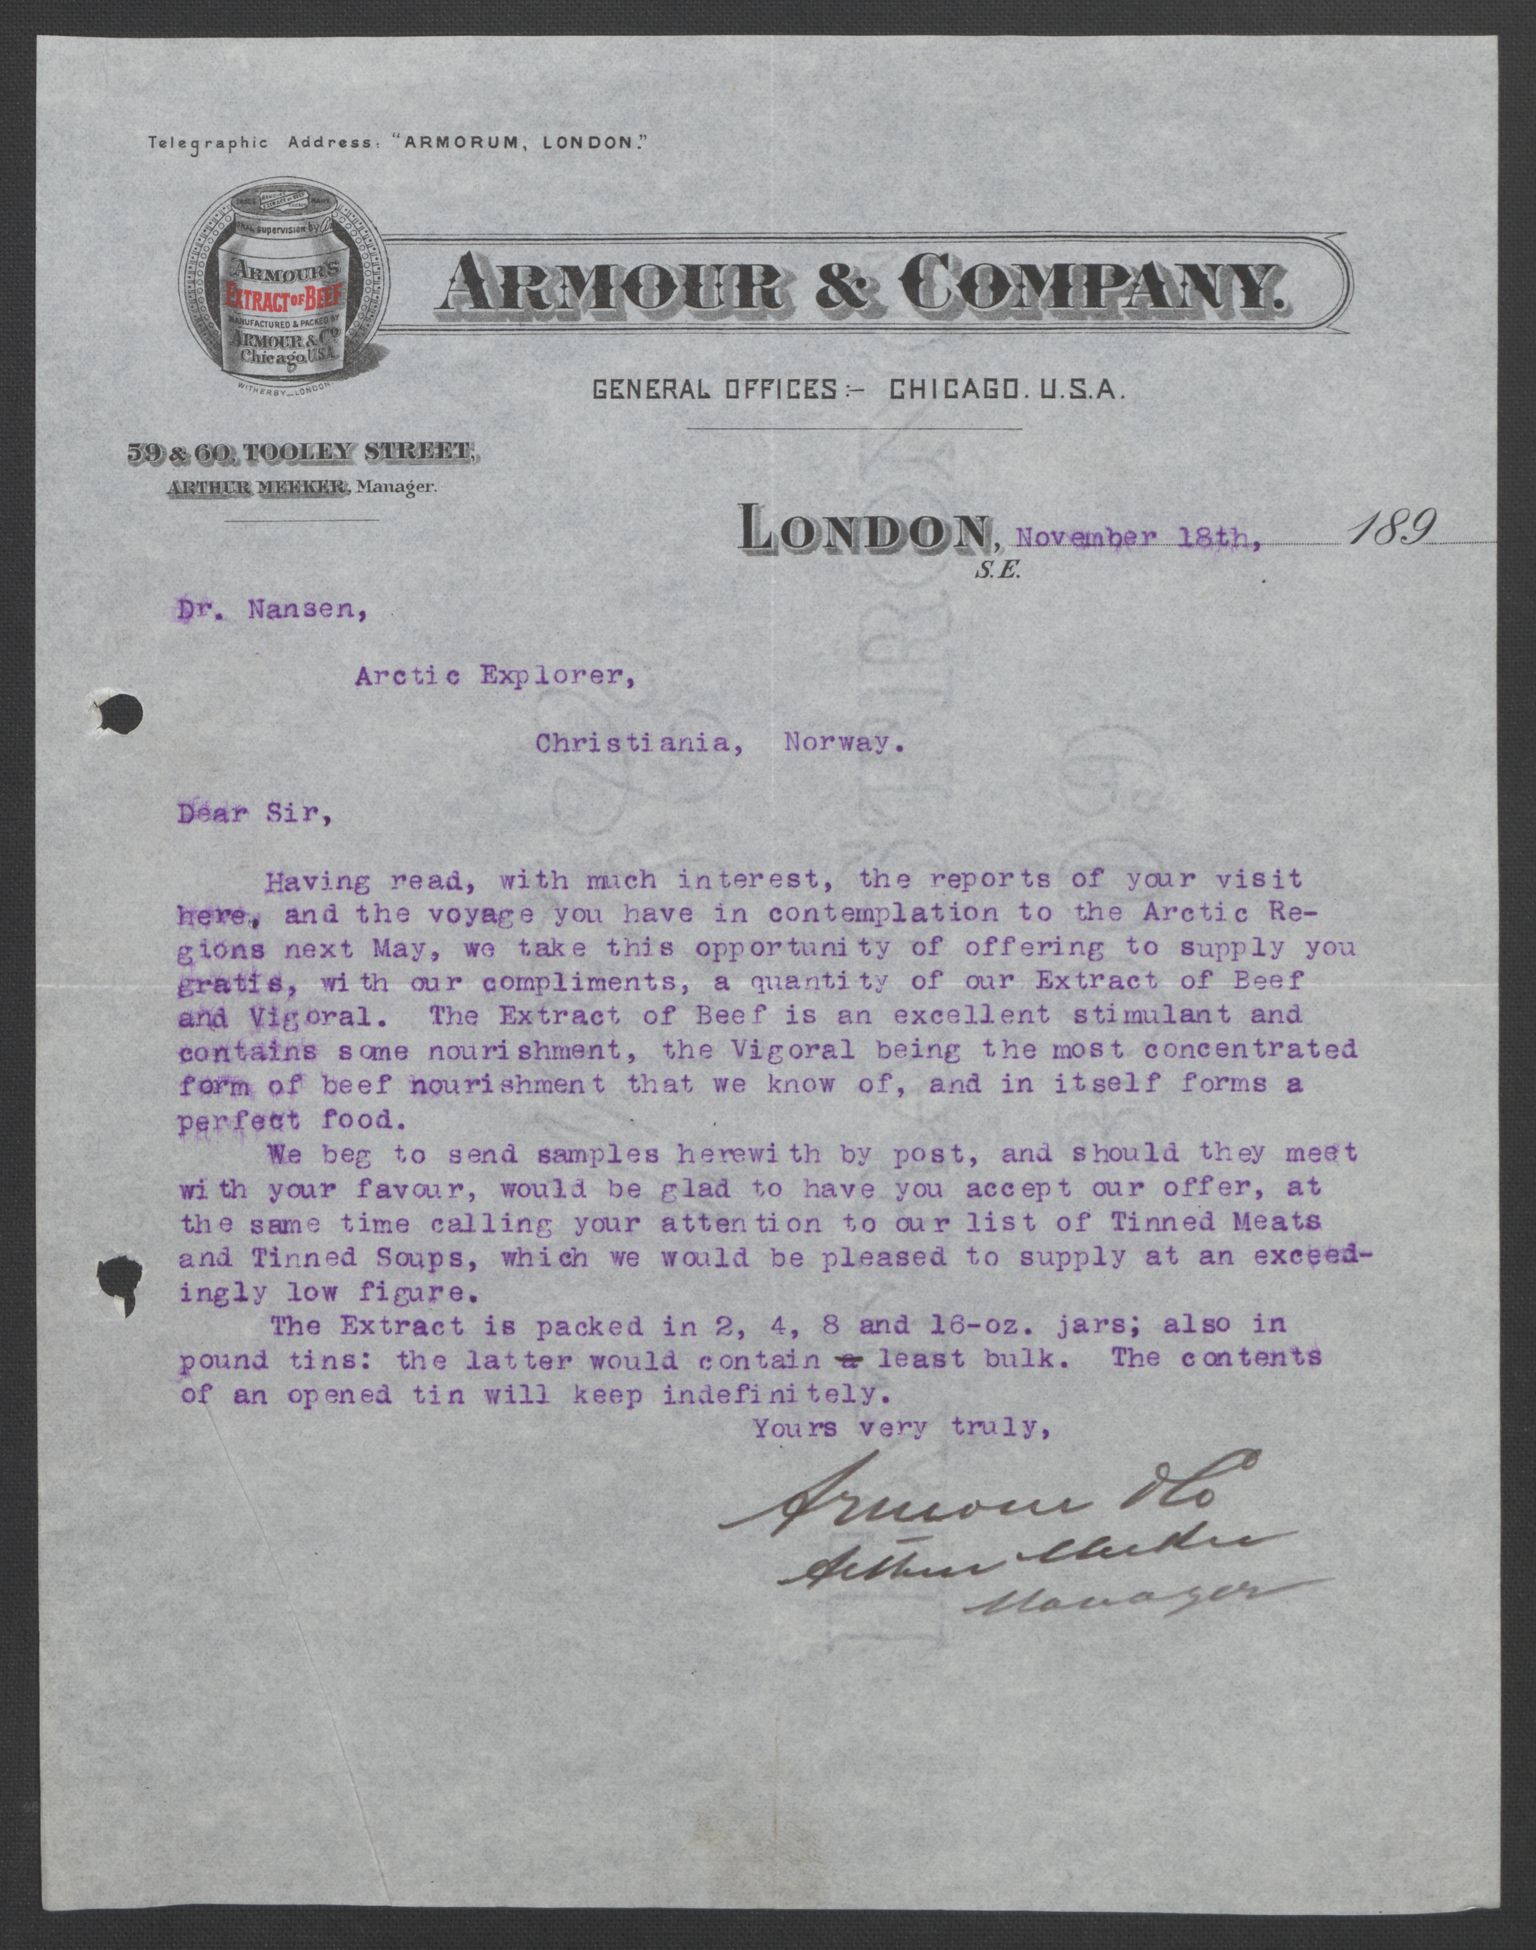 Telegraphic Address: "ARMORUM, LONDON."
TRADE MARK
supervision by
ARMOUR'S
EXTRACT OF BEEF
MANUFACTURED & PACKED BY
ARMOUR & Co
Chicago, U.S.A.
WITHERBY—LONDON
ARMOUR & COMPANY.
GENERAL OFFICES:— CHICAGO. U.S.A.
59 & 60, TOOLEY STREET,
ARTHUR MEEKER, Manager.
LONDON, November 18th, 189
S.E.
Dr. Nansen,
Arctic Explorer,
Christiania, Norway.
Dear Sir,
Having read, with much interest, the reports of your visit
here, and the voyage you have in contemplation to the Arctic Re-
gions next May, we take this opportunity of offering to supply you
gratis, with our compliments, a quantity of our Extract of Beef
and Vigoral. The Extract of Beef is an excellent stimulant and
contains some nourishment, the Vigoral being the most concentrated
form of beef nourishment that we know of, and in itself forms a
perfect food.
We beg to send samples herewith by post, and should they meet
with your favour, would be glad to have you accept our offer, at
the same time calling your attention to our list of Tinned Meats
and Tinned Soups, which we would be pleased to supply at an exceed-
ingly low figure.
The Extract is packed in 2, 4, 8 and 16-oz. jars; also in
pound tins: the latter would contain a least bulk. The contents
of an opened tin will keep indefinitely.
Yours very truly,
Armour & Co
Arthur Meeker
Manager